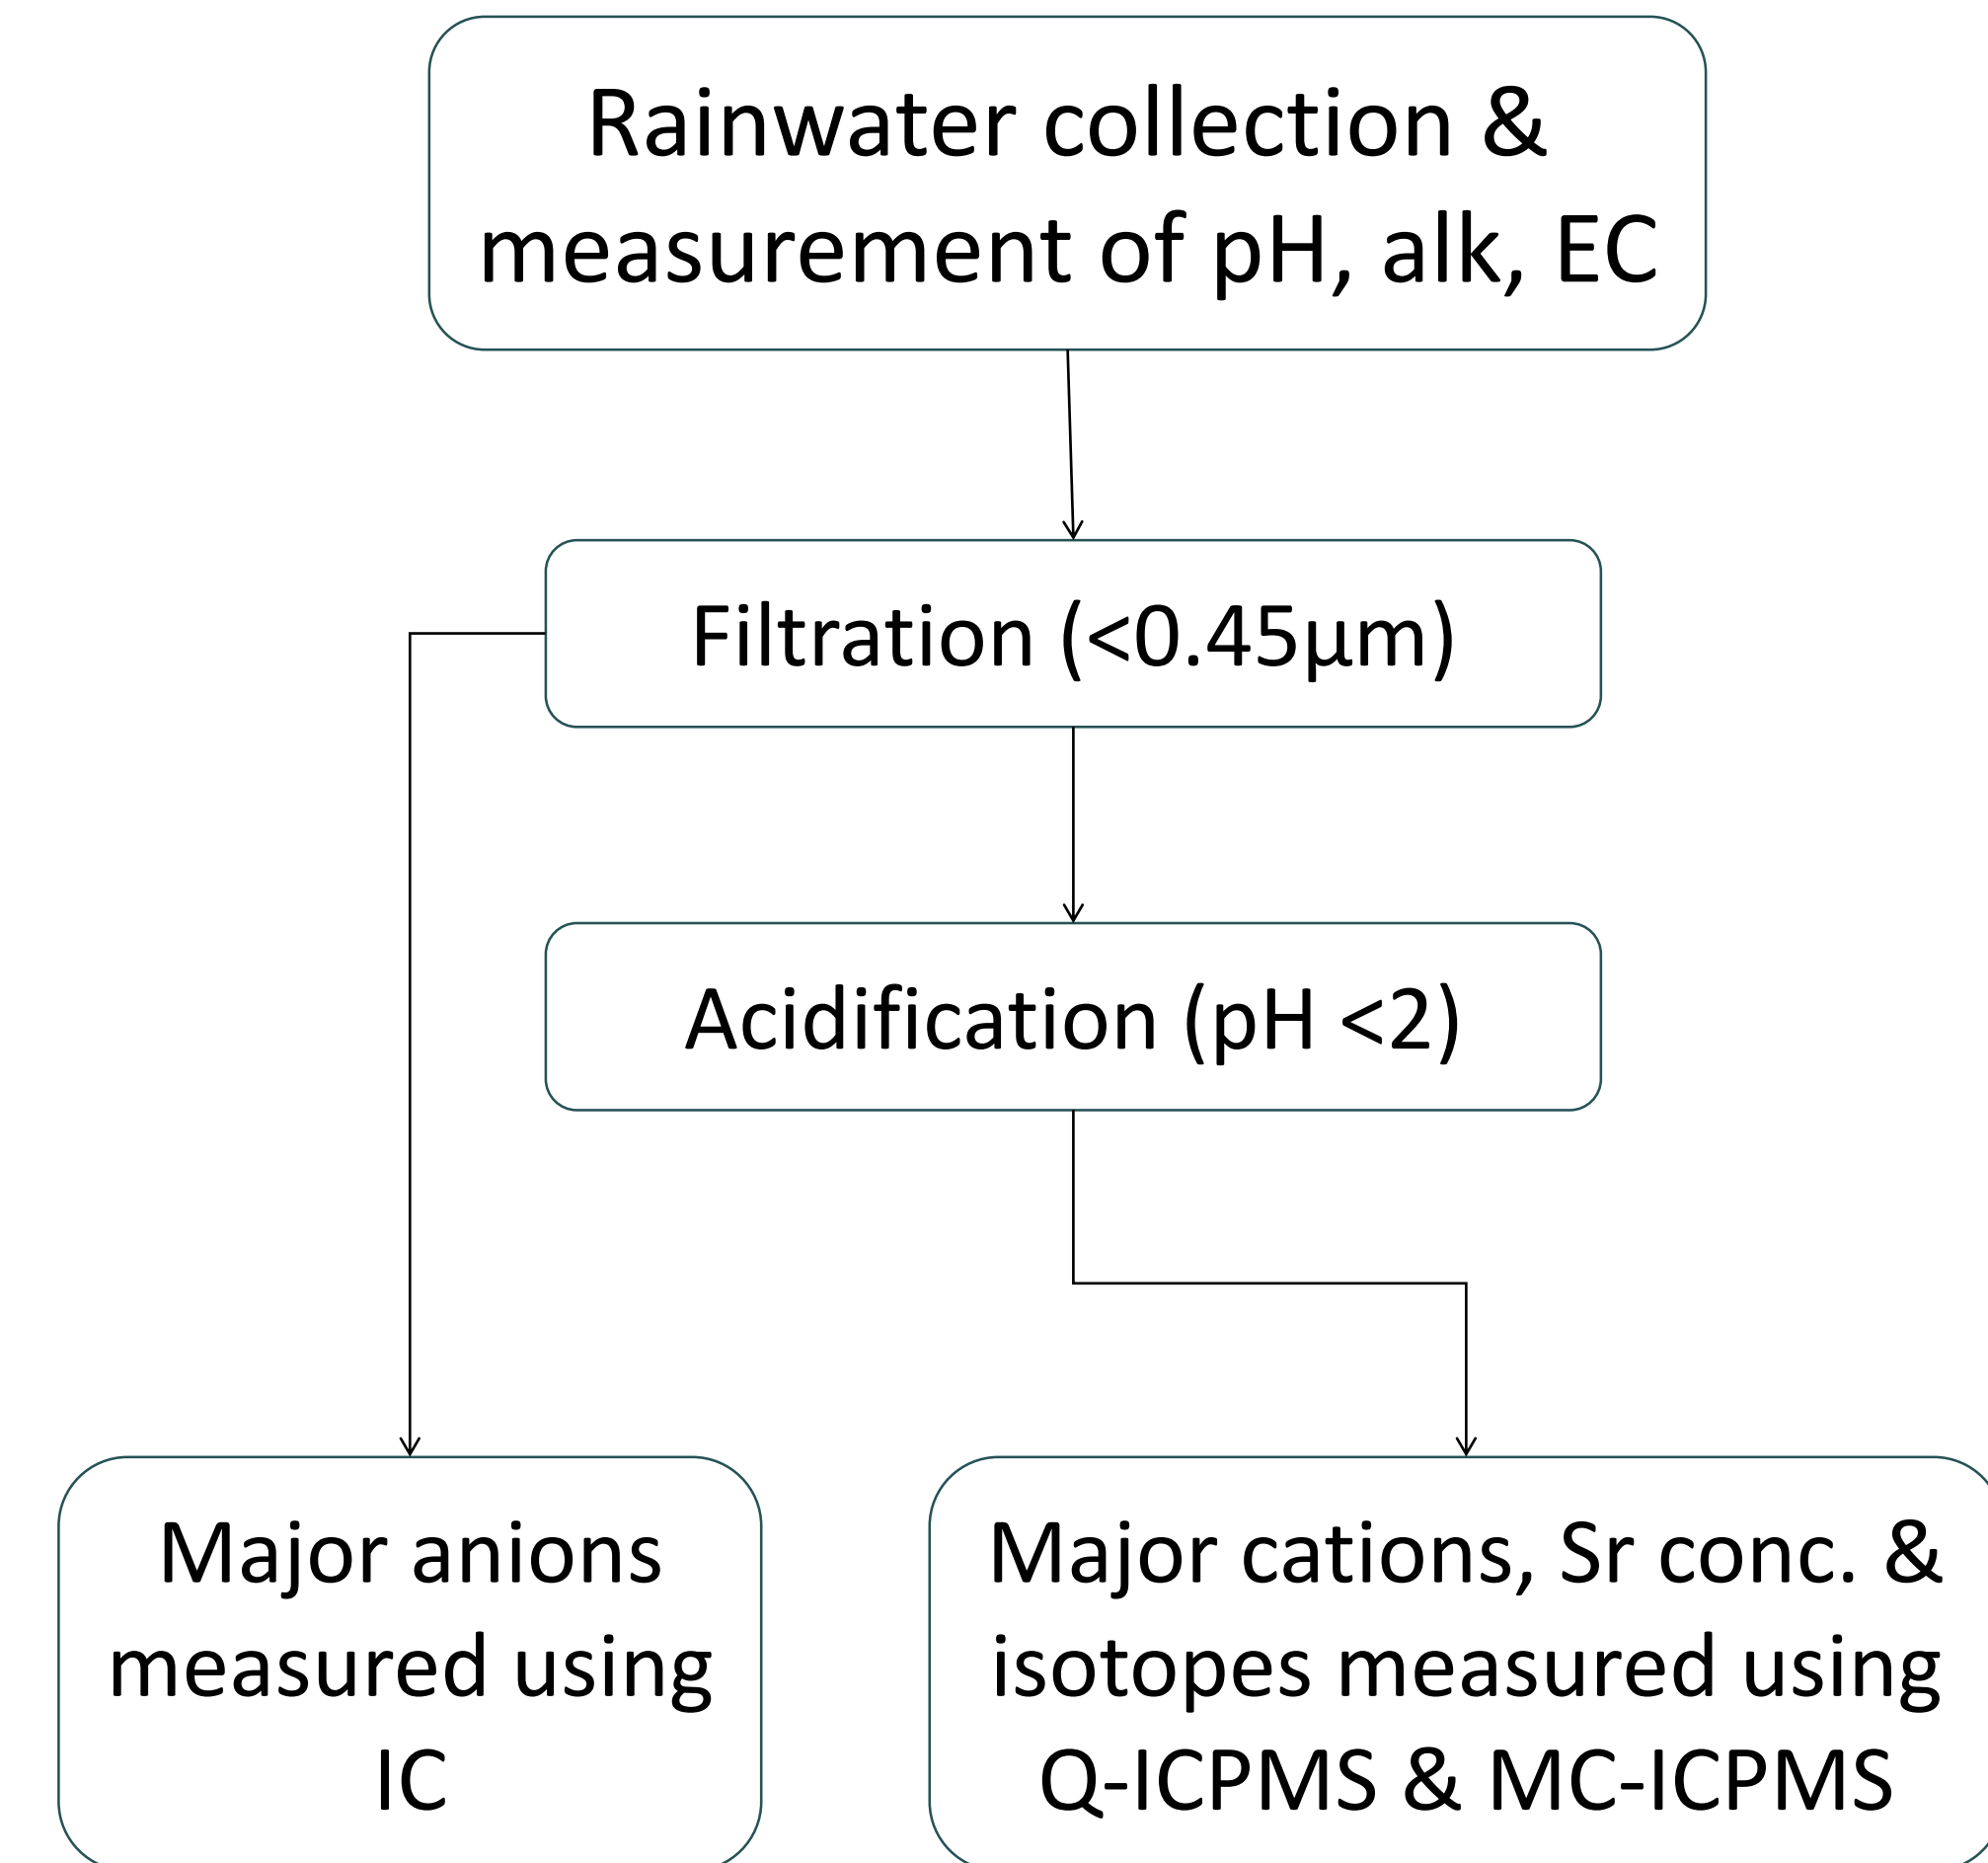 Rainwater collection &
measurement of pH, alk, EC
Filtration (<0.45µm)
Acidification (pH <2)
Major anions
measured using
IC
Major cations, Sr conc. &
isotopes measured using
Q-ICPMS & MC-ICPMS